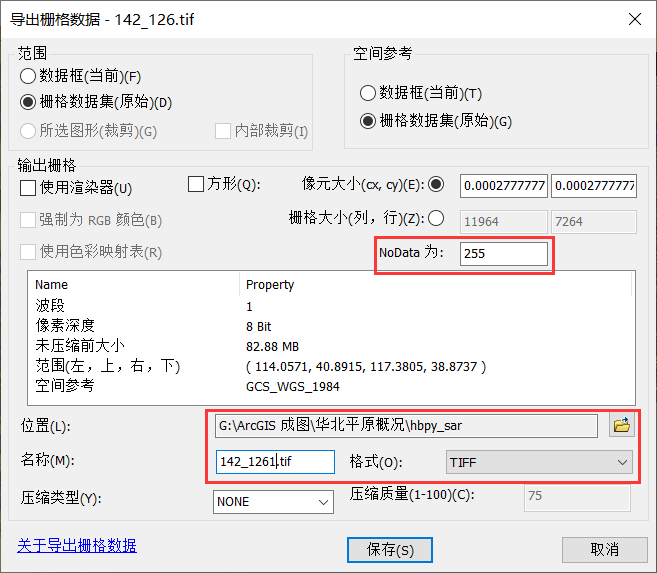 导出栅格数据 - 142_126.tif
范围
数据框(当前)(F)
栅格数据集(原始)(D)
所选图形(裁剪)(G)
内部裁剪(I)
空间参考
数据框(当前)(T)
栅格数据集(原始)(G)
输出栅格
使用渲染器(U)
方形(Q):
像元大小(cx, cy)(E):
0.0002777777
0.0002777777
强制为 RGB 颜色(B)
栅格大小(列，行)(Z):
11964
7264
使用色彩映射表(R)
NoData 为:
255
Name
Property
波段
1
像素深度
8 Bit
未压缩前大小
82.88 MB
范围(左，上，右，下)
( 114.0571, 40.8915, 117.3805, 38.8737 )
空间参考
GCS_WGS_1984
位置(L):
G:\ArcGIS 成图\华北平原概况\hbpy_sar
名称(M):
142_1261.tif
格式(O):
TIFF
压缩类型(Y):
NONE
压缩质量(1-100)(C):
75
关于导出栅格数据
保存(S)
取消